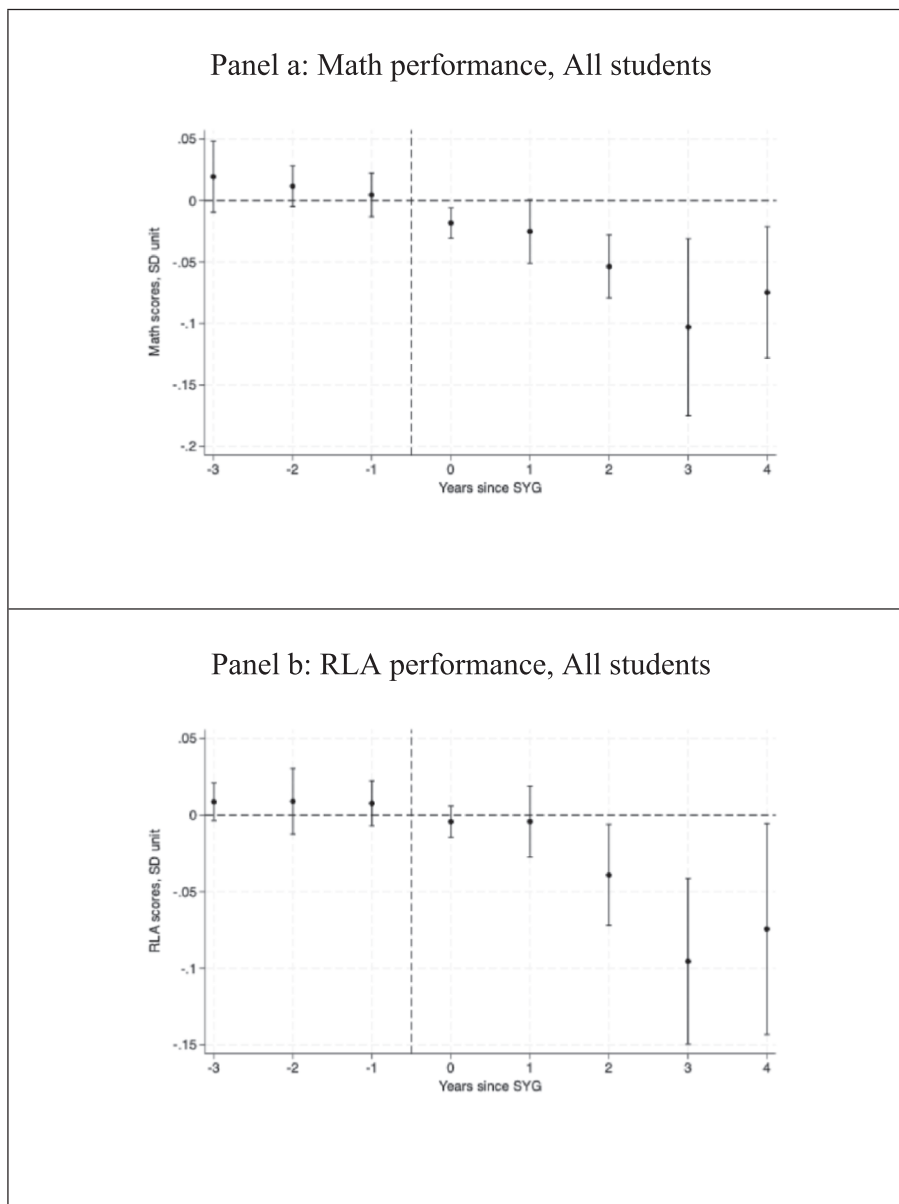 Panel a: Math performance, All students
.05
0
-.05
-.1
-.15
-.2
Math scores, SD unit
-3 -2 -1 0 1 2 3 4
Years since SYG
Panel b: RLA performance, All students
.05
0
-.05
-.1
-.15
RLA scores, SD unit
-3 -2 -1 0 1 2 3 4
Years since SYG